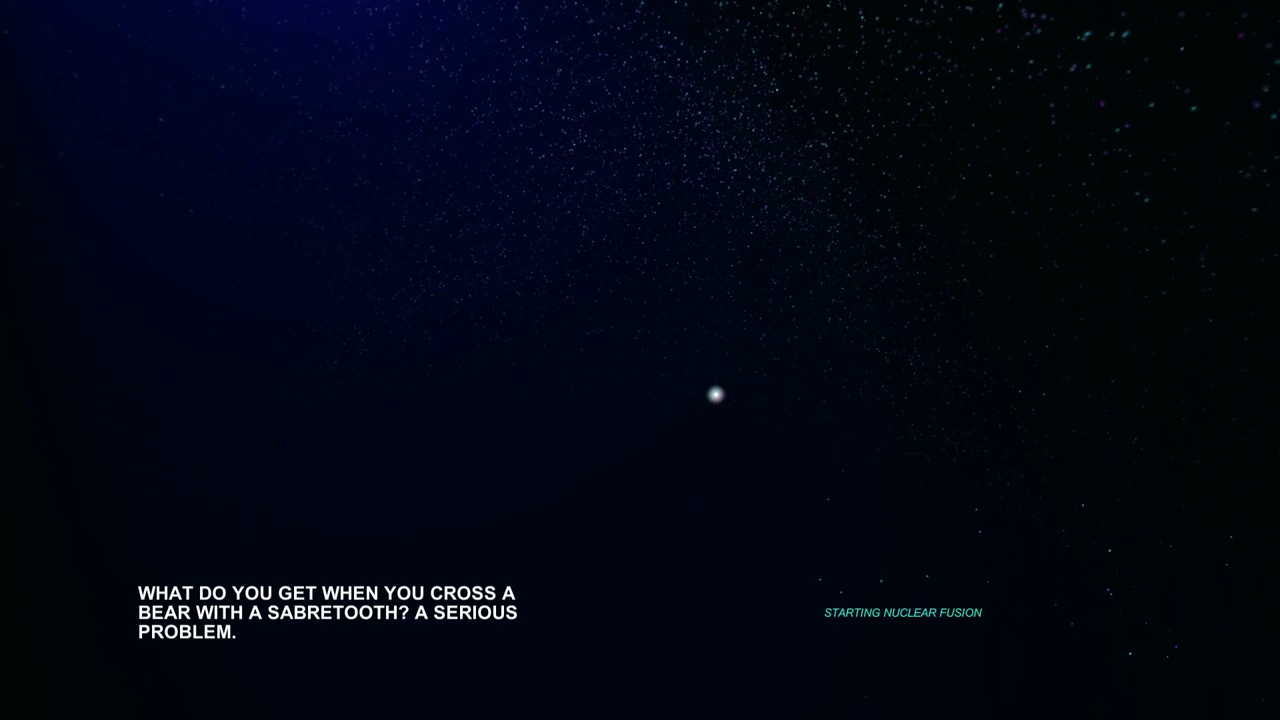 WHAT DO YOU GET WHEN YOU CROSS A
BEAR WITH A SABRETOOTH? A SERIOUS
PROBLEM.
STARTING NUCLEAR FUSION